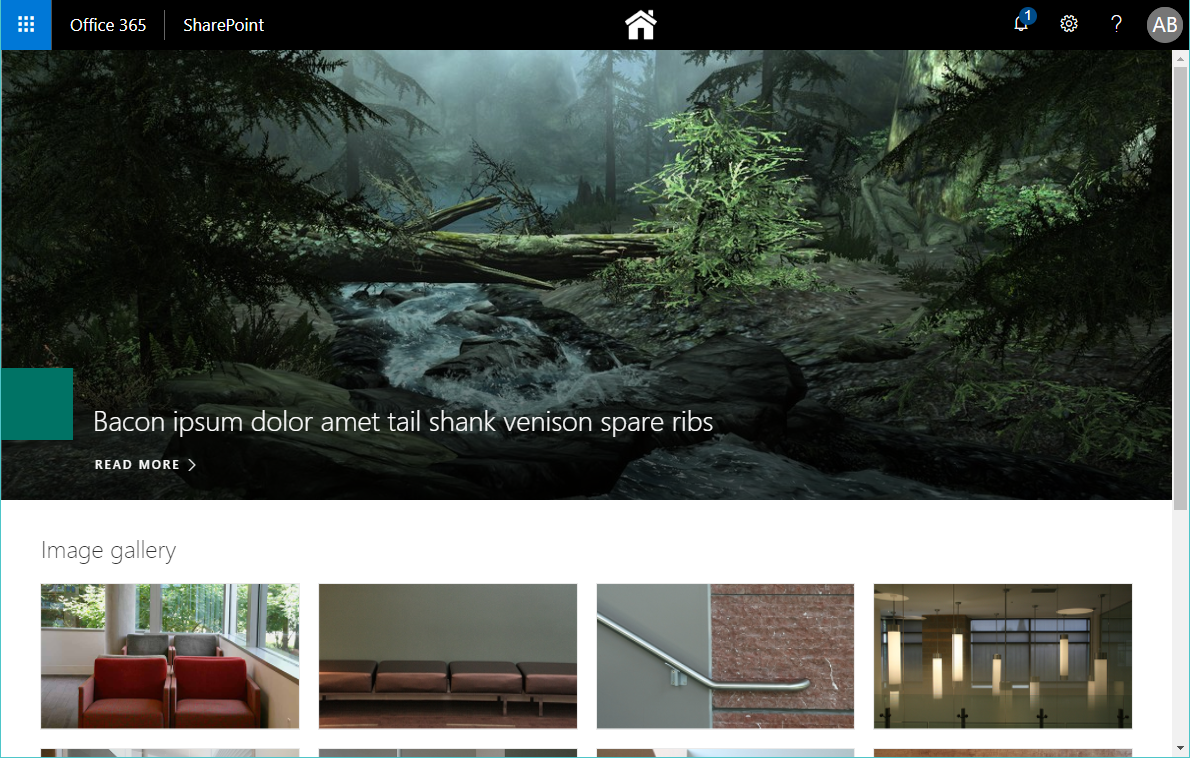 Office 365 SharePoint 1 ? AB
Bacon ipsum dolor amet tail shank venison spare ribs
READ MORE
Image gallery